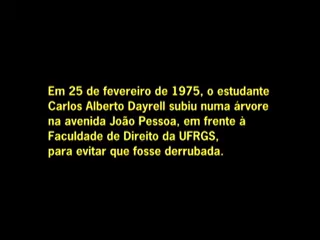 Em 25 de fevereiro de 1975, o estudante
Carlos Alberto Dayrell subiu numa árvore
na avenida João Pessoa, em frente à
Faculdade de Direito da UFRGS,
para evitar que fosse derrubada.